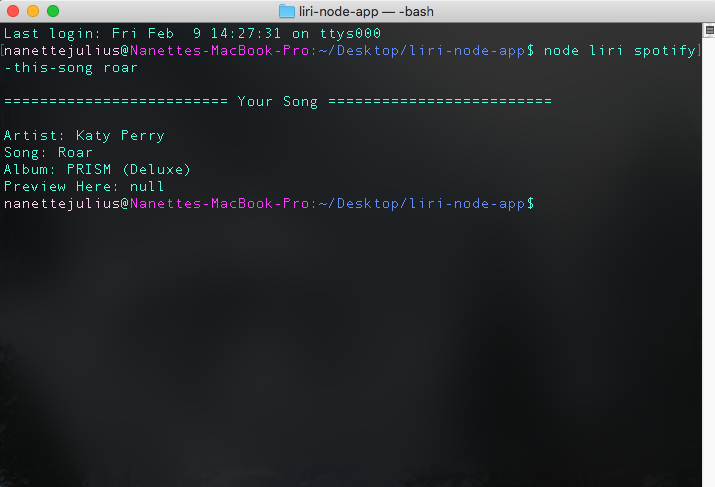 liri-node-app — -bash
Last login: Fri Feb  9 14:27:31 on ttys000
[nanettejulius@Nanettes-MacBook-Pro:~/Desktop/liri-node-app$ node liri spotify]
-this-song roar
========================= Your Song =========================
Artist: Katy Perry
Song: Roar
Album: PRISM (Deluxe)
Preview Here: null
nanettejulius@Nanettes-MacBook-Pro:~/Desktop/liri-node-app$